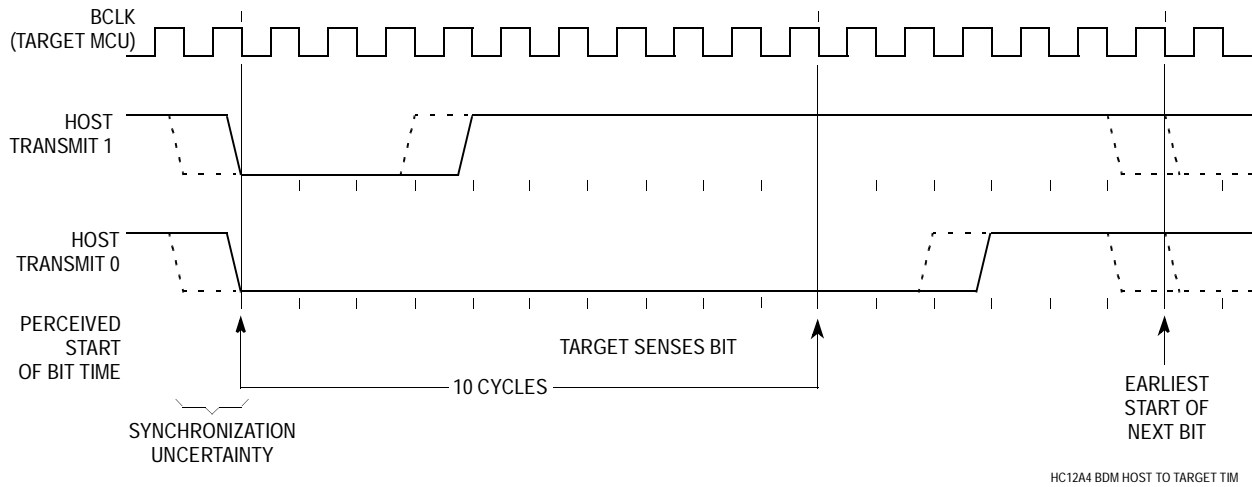 BCLK
(TARGET MCU)
HOST
TRANSMIT 1
HOST
TRANSMIT 0
PERCEIVED
START
OF BIT TIME
TARGET SENSES BIT
10 CYCLES
EARLIEST
START OF
NEXT BIT
SYNCHRONIZATION
UNCERTAINTY
HC12A4 BDM HOST TO TARGET TIM